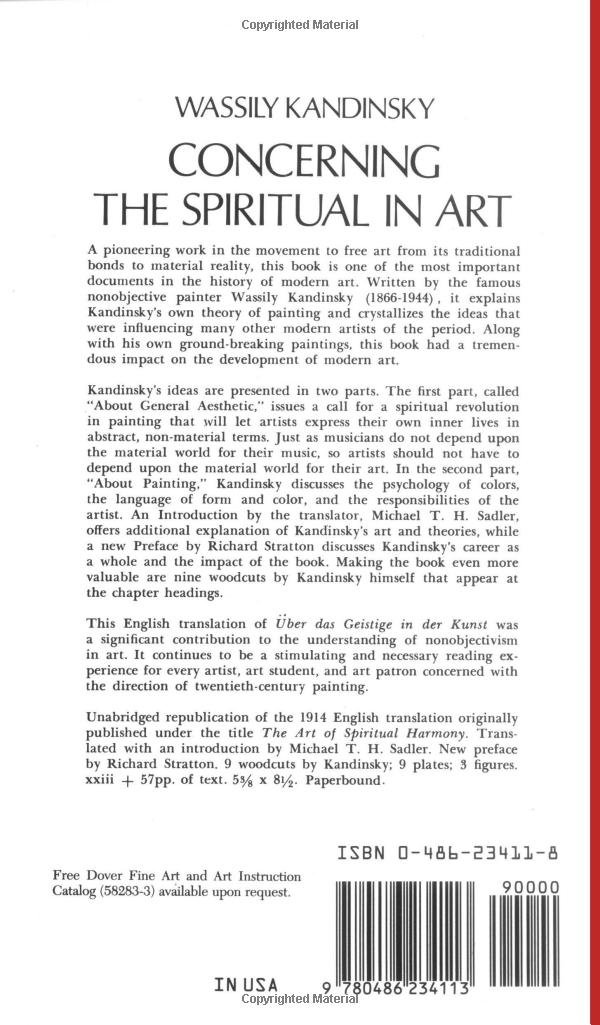 Copyrighted Material
WASSILY KANDINSKY
CONCERNING
THE SPIRITUAL IN ART
A pioneering work in the movement to free art from its traditional
bonds to material reality, this book is one of the most important
documents in the history of modern art. Written by the famous
nonobjective painter Wassily Kandinsky (1866-1944), it explains
Kandinsky's own theory of painting and crystallizes the ideas that
were influencing many other modern artists of the period. Along
with his own ground-breaking paintings, this book had a tremen-
dous impact on the development of modern art.
Kandinsky's ideas are presented in two parts. The first part, called
"About General Aesthetic," issues a call for a spiritual revolution
in painting that will let artists express their own inner lives in
abstract, non-material terms. Just as musicians do not depend upon
the material world for their music, so artists should not have to
depend upon the material world for their art. In the second part,
"About Painting," Kandinsky discusses the psychology of colors,
the language of form and color, and the responsibilities of the
artist. An Introduction by the translator, Michael T. H. Sadler,
offers additional explanation of Kandinsky's art and theories, while
a new Preface by Richard Stratton discusses Kandinsky's career as
a whole and the impact of the book. Making the book even more
valuable are nine woodcuts by Kandinsky himself that appear at
the chapter headings.
This English translation of Über das Geistige in der Kunst was
a significant contribution to the understanding of nonobjectivism
in art. It continues to be a stimulating and necessary reading ex-
perience for every artist, art student, and art patron concerned with
the direction of twentieth-century painting.
Unabridged republication of the 1914 English translation originally
published under the title The Art of Spiritual Harmony. Trans-
lated with an introduction by Michael T. H. Sadler. New preface
by Richard Stratton. 9 woodcuts by Kandinsky; 9 plates; 3 figures.
xxiii + 57pp. of text. 5⅜ x 8½. Paperbound.
ISBN 0-486-23411-8
Free Dover Fine Art and Art Instruction
Catalog (58283-3) available upon request.
90000
IN USA
9 780486 234113
Copyrighted Material